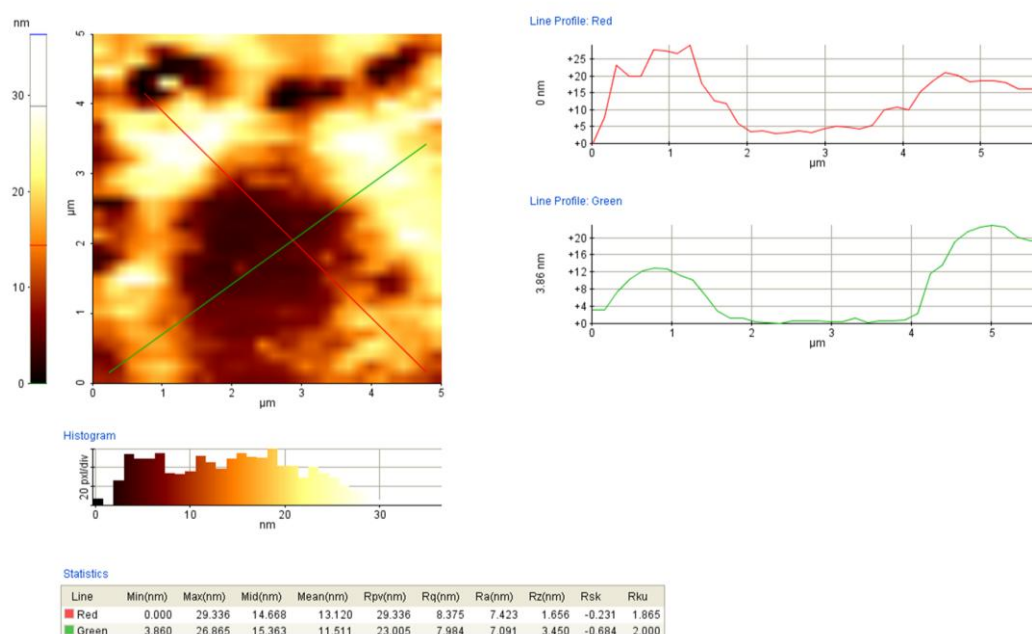 nm
30
20
10
0
5
4
3
2
1
0
µm
0 1 2 3 4 5
µm
Line Profile: Red
0 nm
+25
+20
+15
+10
+5
+0
0 1 2 3 4 5
µm
Line Profile: Green
3.86 nm
+20
+16
+12
+8
+4
+0
0 1 2 3 4 5
µm
Histogram
20 pxl/div
0 10 20 30
nm
Statistics
Line Min(nm) Max(nm) Mid(nm) Mean(nm) Rpv(nm) Rq(nm) Ra(nm) Rz(nm) Rsk Rku
Red 0.000 29.336 14.668 13.120 29.336 8.375 7.423 1.656 -0.231 1.865
Green 3.860 26.865 15.363 11.511 23.005 7.984 7.091 3.450 -0.684 2.000